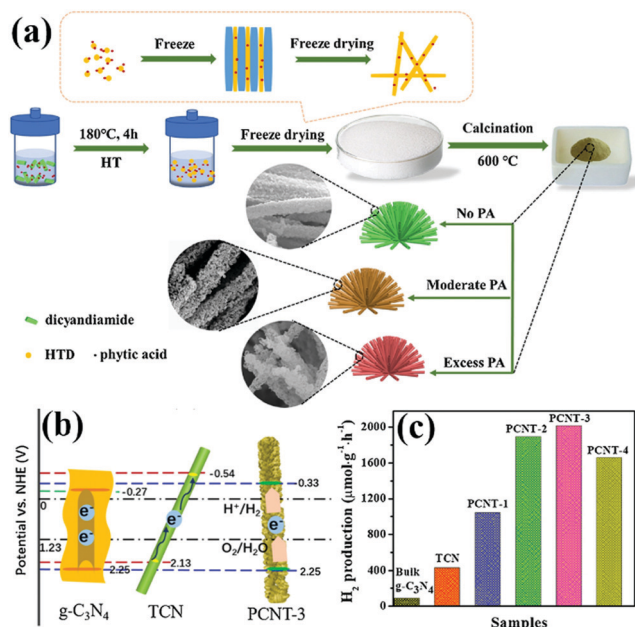 (a)
Freeze
Freeze drying
180°C, 4h
HT
Freeze drying
Calcination
600 °C
No PA
Moderate PA
Excess PA
dicyandiamide
HTD
phytic acid
(b)
Potential vs. NHE (V)
0
1.23
-0.27
2.25
-0.54
2.13
0.33
2.25
e⁻
e⁻
e⁻
e⁻
H⁺/H₂
O₂/H₂O
g-C₃N₄
TCN
PCNT-3
(c)
H₂ production (μmol·g⁻¹·h⁻¹)
2000
1600
1200
800
400
0
Bulk
g-C₃N₄
TCN
PCNT-1
PCNT-2
PCNT-3
PCNT-4
Samples